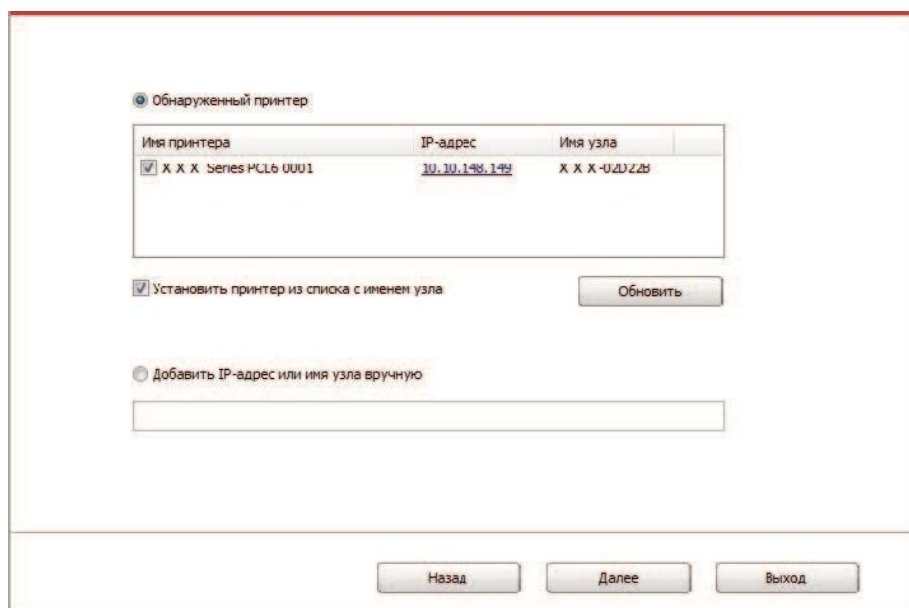 Обнаруженный принтер
Имя принтера IP-адрес Имя узла
X X X Series PCL6 0001 10.10.148.149 X X X -02D22B
Установить принтер из списка с именем узла Обновить
Добавить IP-адрес или имя узла вручную
Назад Далее Выход